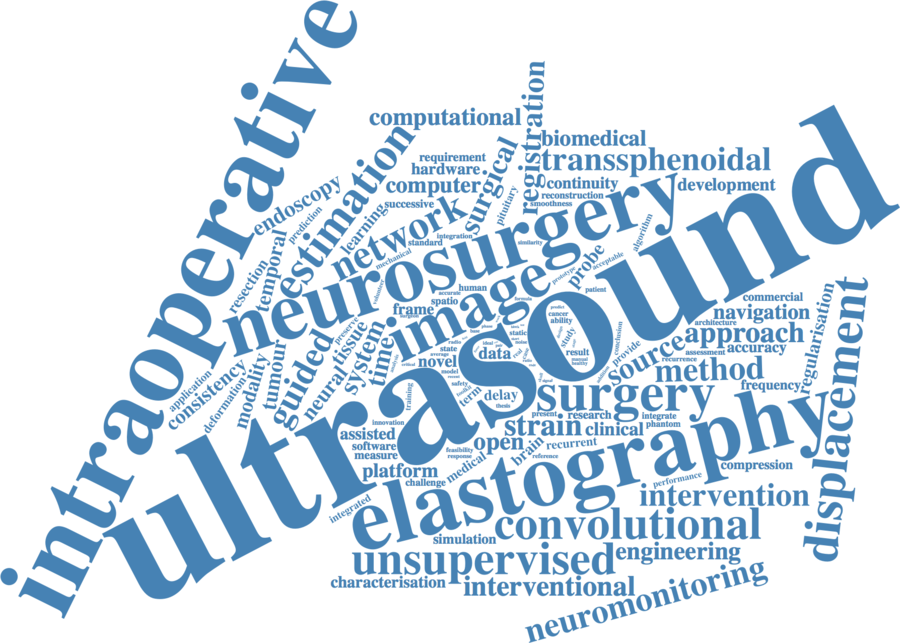 intraoperative
ultrasound
neurosurgery
elastography
image
surgery
displacement
computational
estimation
network
registration
surgical
biomedical
transsphenoidal
requirement
hardware
computer
successive
continuity
reconstruction
smoothness
development
endoscopy
prediction
learning
standard
integration
mechanical
pituitary
similarity
algorithm
probe
acceptable
prototype
patient
resection
temporal
tumour
guided
modality
deformation
consistency
application
neural
tissue
preserve
system
time
volunteer
human
accurate
spatio
frame
novel
data
static
cancer
ability
study
result
conclusion
provide
source
approach
architecture
navigation
commercial
regularisation
accuracy
assessment
recurrence
method
frequency
model
safety
term
delay
thesis
training
innovation
assisted
software
measure
platform
challenge
integrated
feasibility
response
medical
open
brain
strain
clinical
present
research
integrate
phantom
recurrent
reference
compression
performance
intervention
convolutional
simulation
unsupervised
engineering
characterisation
interventional
neuromonitoring